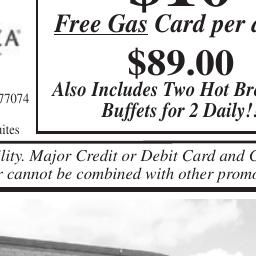 Free Gas Card per
$89.00
Also Includes Two Hot
Buffets for 2 Daily!
77074
Major Credit or Debit Card and
cannot be combined with other